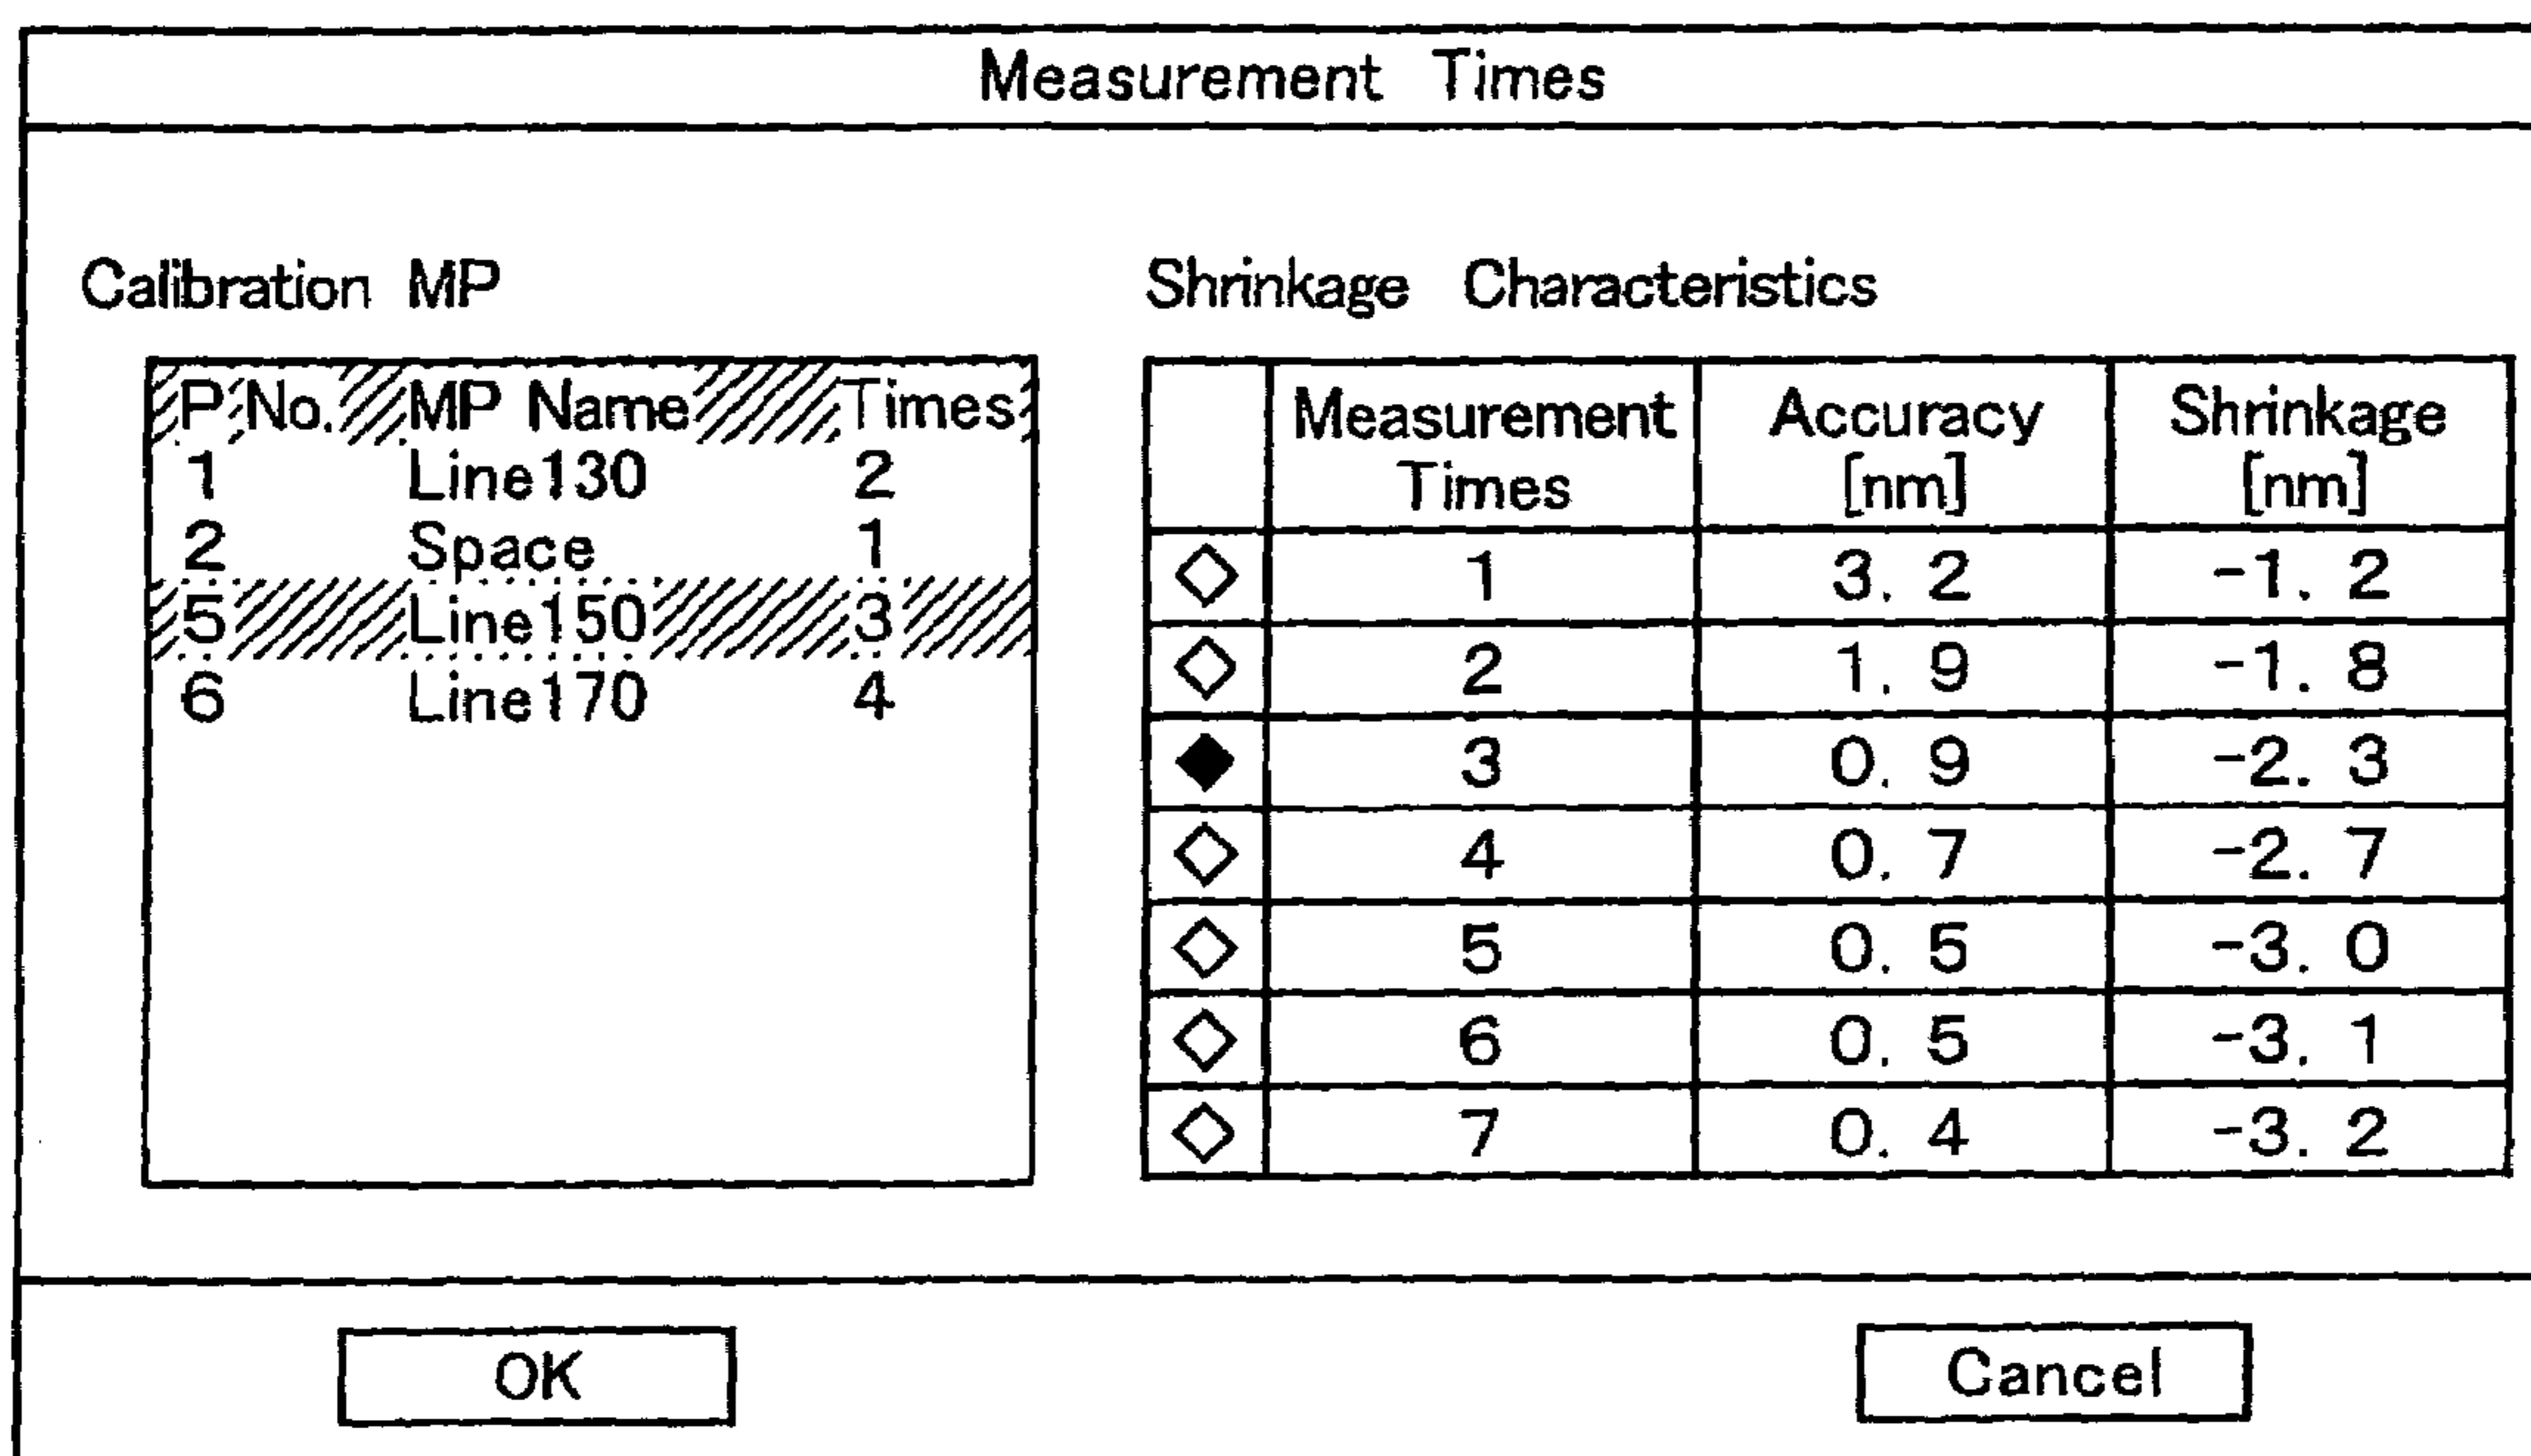 Measurement Times
Calibration MP
P No. MP Name Times
1 Line130 2
2 Space 1
5 Line150 3
6 Line170 4
Shrinkage Characteristics
Measurement Times Accuracy [nm] Shrinkage [nm]
1 3. 2 -1. 2
2 1. 9 -1. 8
3 0. 9 -2. 3
4 0. 7 -2. 7
5 0. 5 -3. 0
6 0. 5 -3. 1
7 0. 4 -3. 2
OK
Cancel